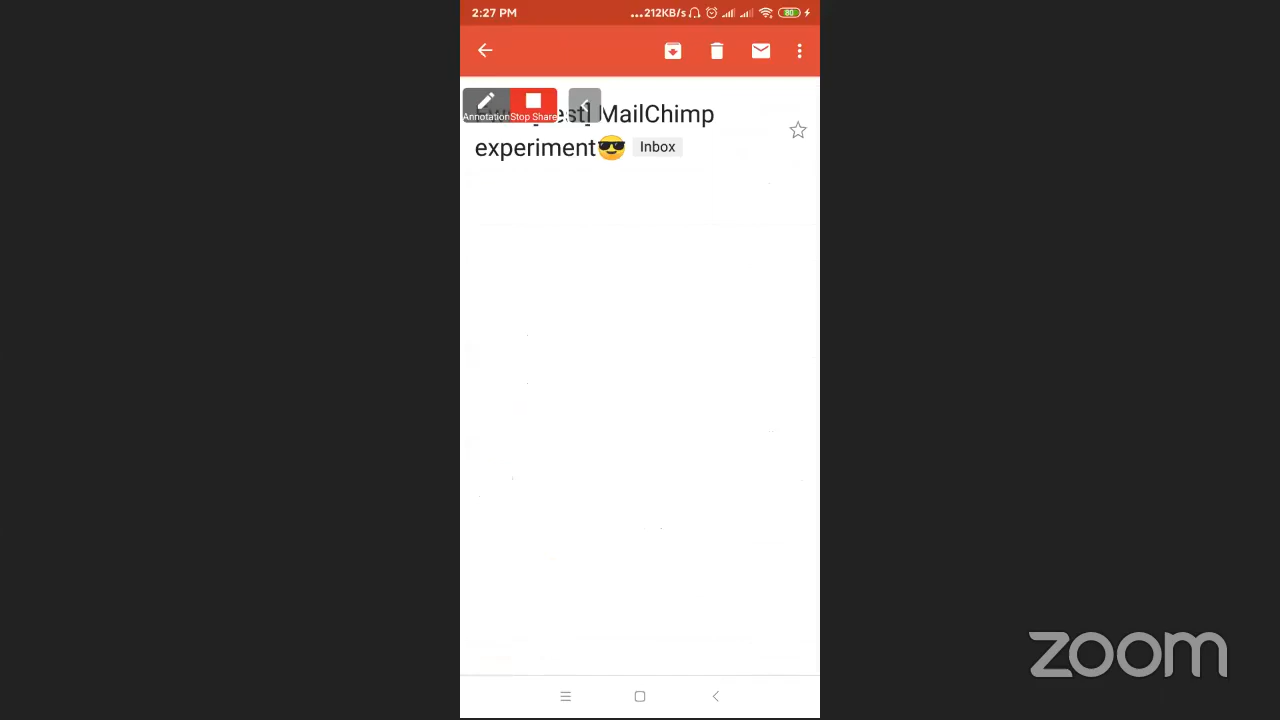 2:27 PM
...212KB/s
80
Annotation Stop Share
MailChimp
experiment😎 Inbox
zoom